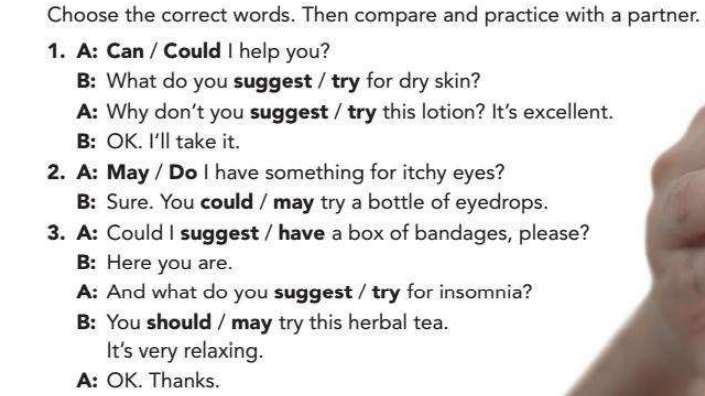 Choose the correct words. Then compare and practice with a partner.
1. A: Can / Could I help you?
B: What do you suggest / try for dry skin?
A: Why don't you suggest / try this lotion? It's excellent.
B: OK. I'll take it.
2. A: May / Do I have something for itchy eyes?
B: Sure. You could / may try a bottle of eyedrops.
3. A: Could I suggest / have a box of bandages, please?
B: Here you are.
A: And what do you suggest / try for insomnia?
B: You should / may try this herbal tea.
It's very relaxing.
A: OK. Thanks.